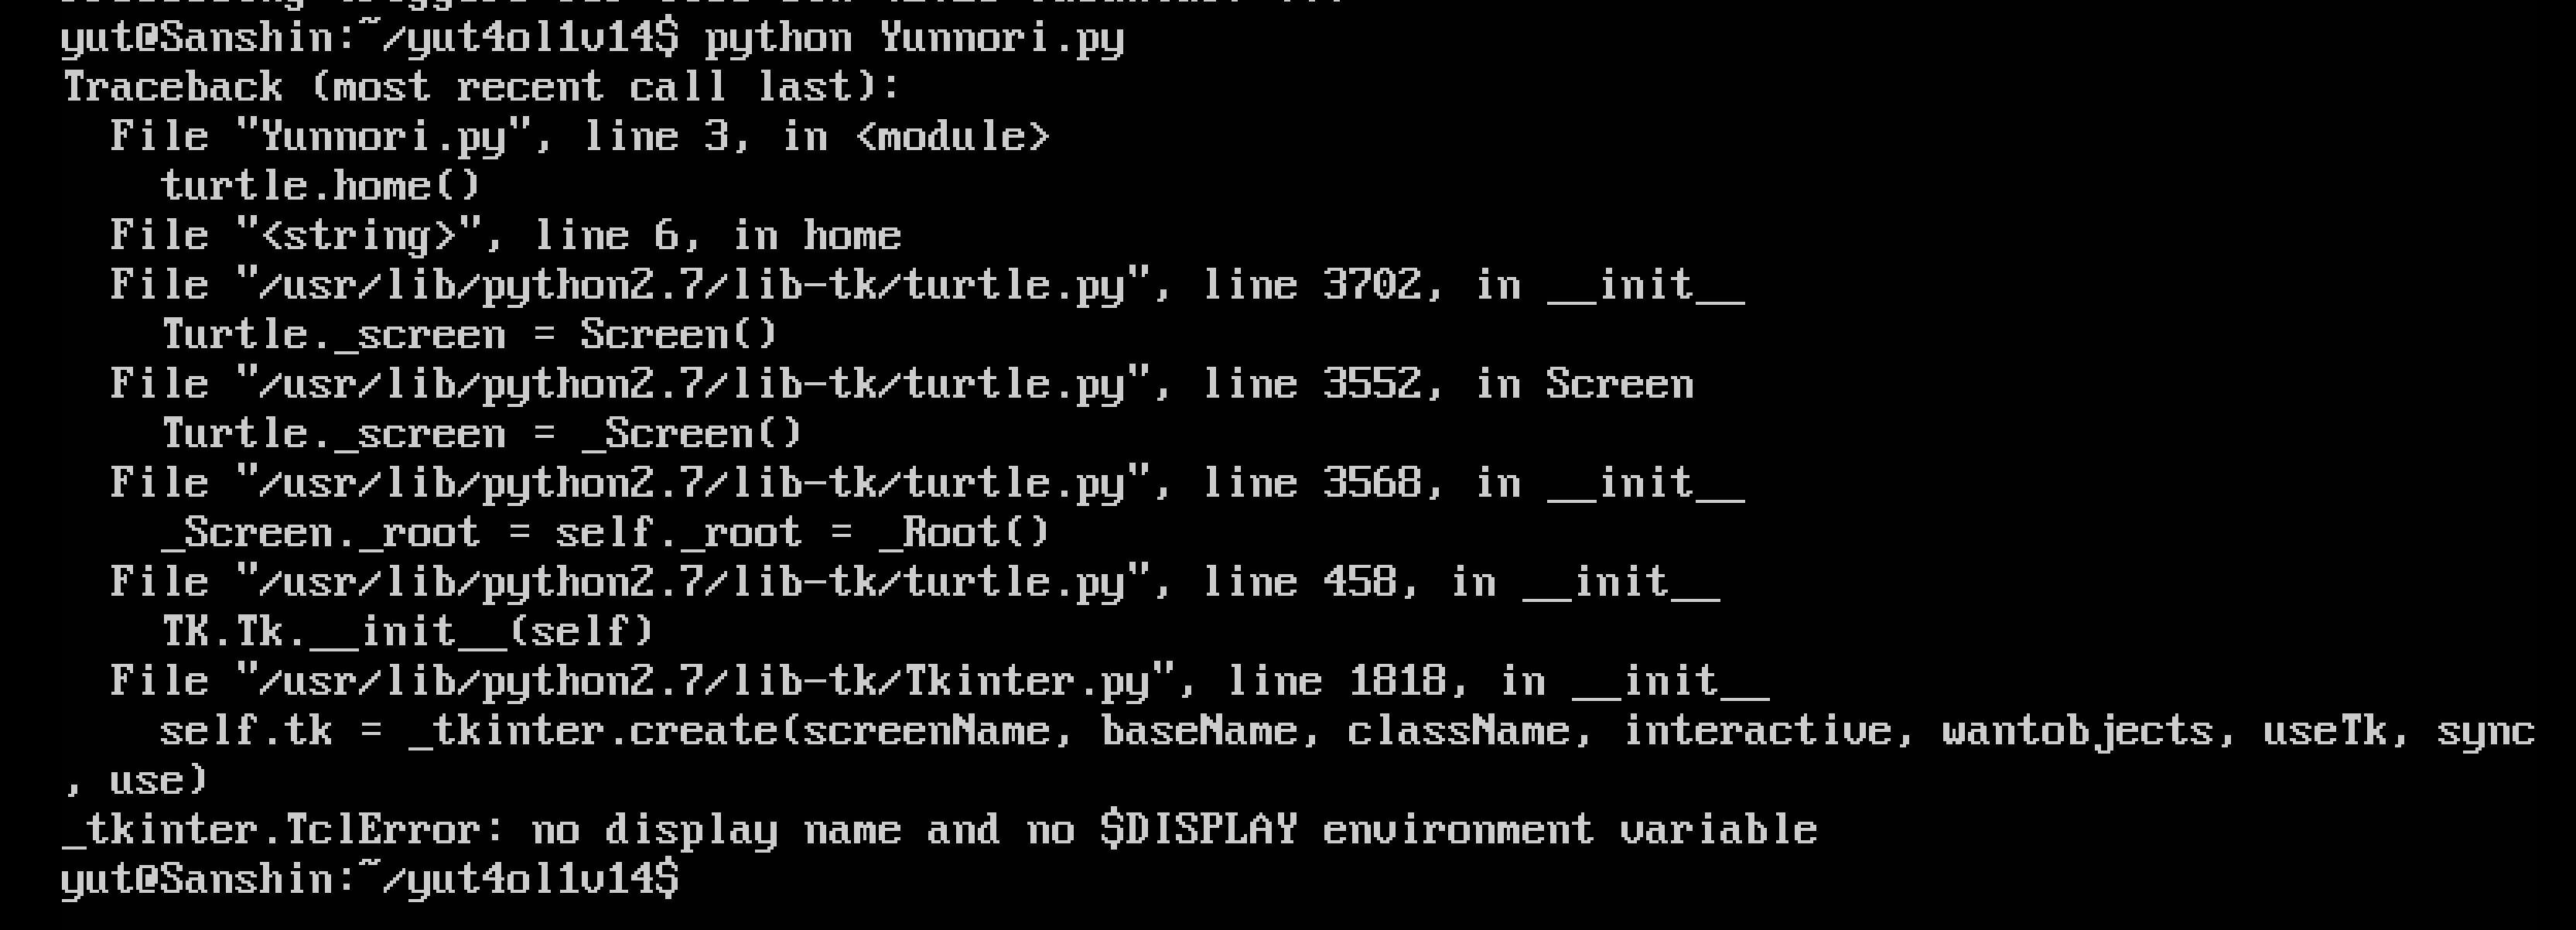 yut@Sanshin:~/yut4ol1v14$ python Yunnori.py
Traceback (most recent call last):
  File "Yunnori.py", line 3, in <module>
    turtle.home()
  File "<string>", line 6, in home
  File "/usr/lib/python2.7/lib-tk/turtle.py", line 3702, in __init__
    Turtle._screen = Screen()
  File "/usr/lib/python2.7/lib-tk/turtle.py", line 3552, in Screen
    Turtle._screen = _Screen()
  File "/usr/lib/python2.7/lib-tk/turtle.py", line 3568, in __init__
    _Screen._root = self._root = _Root()
  File "/usr/lib/python2.7/lib-tk/turtle.py", line 458, in __init__
    TK.Tk.__init__(self)
  File "/usr/lib/python2.7/lib-tk/Tkinter.py", line 1818, in __init__
    self.tk = _tkinter.create(screenName, baseName, className, interactive, wantobjects, useTk, sync
, use)
_tkinter.TclError: no display name and no $DISPLAY environment variable
yut@Sanshin:~/yut4ol1v14$